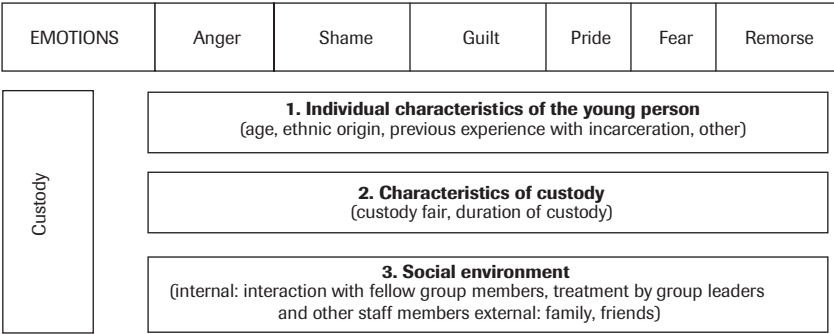 EMOTIONS Anger Shame Guilt Pride Fear Remorse
Custody
1. Individual characteristics of the young person
(age, ethnic origin, previous experience with incarceration, other)
2. Characteristics of custody
(custody fair, duration of custody)
3. Social environment
(internal: interaction with fellow group members, treatment by group leaders
and other staff members external: family, friends)